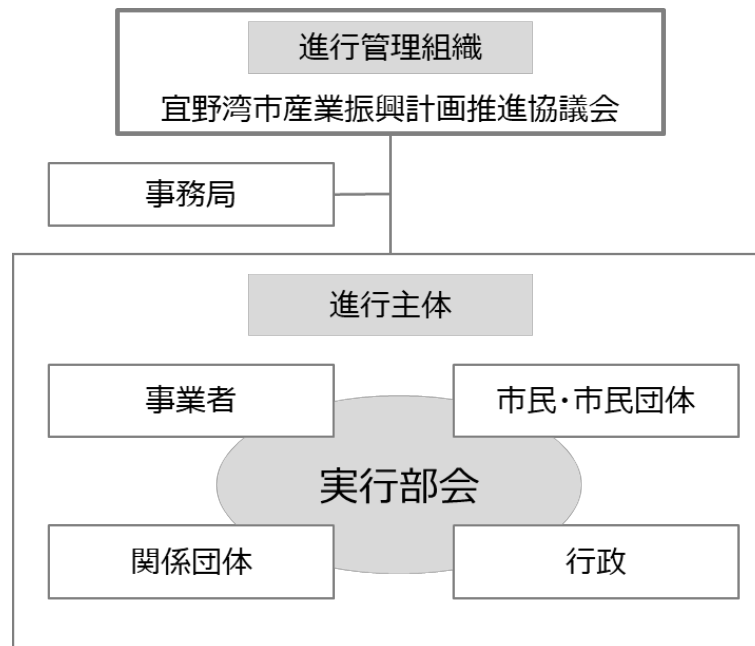 進行管理組織
宜野湾市産業振興計画推進協議会
事務局
進行主体
事業者
市民・市民団体
実行部会
関係団体
行政